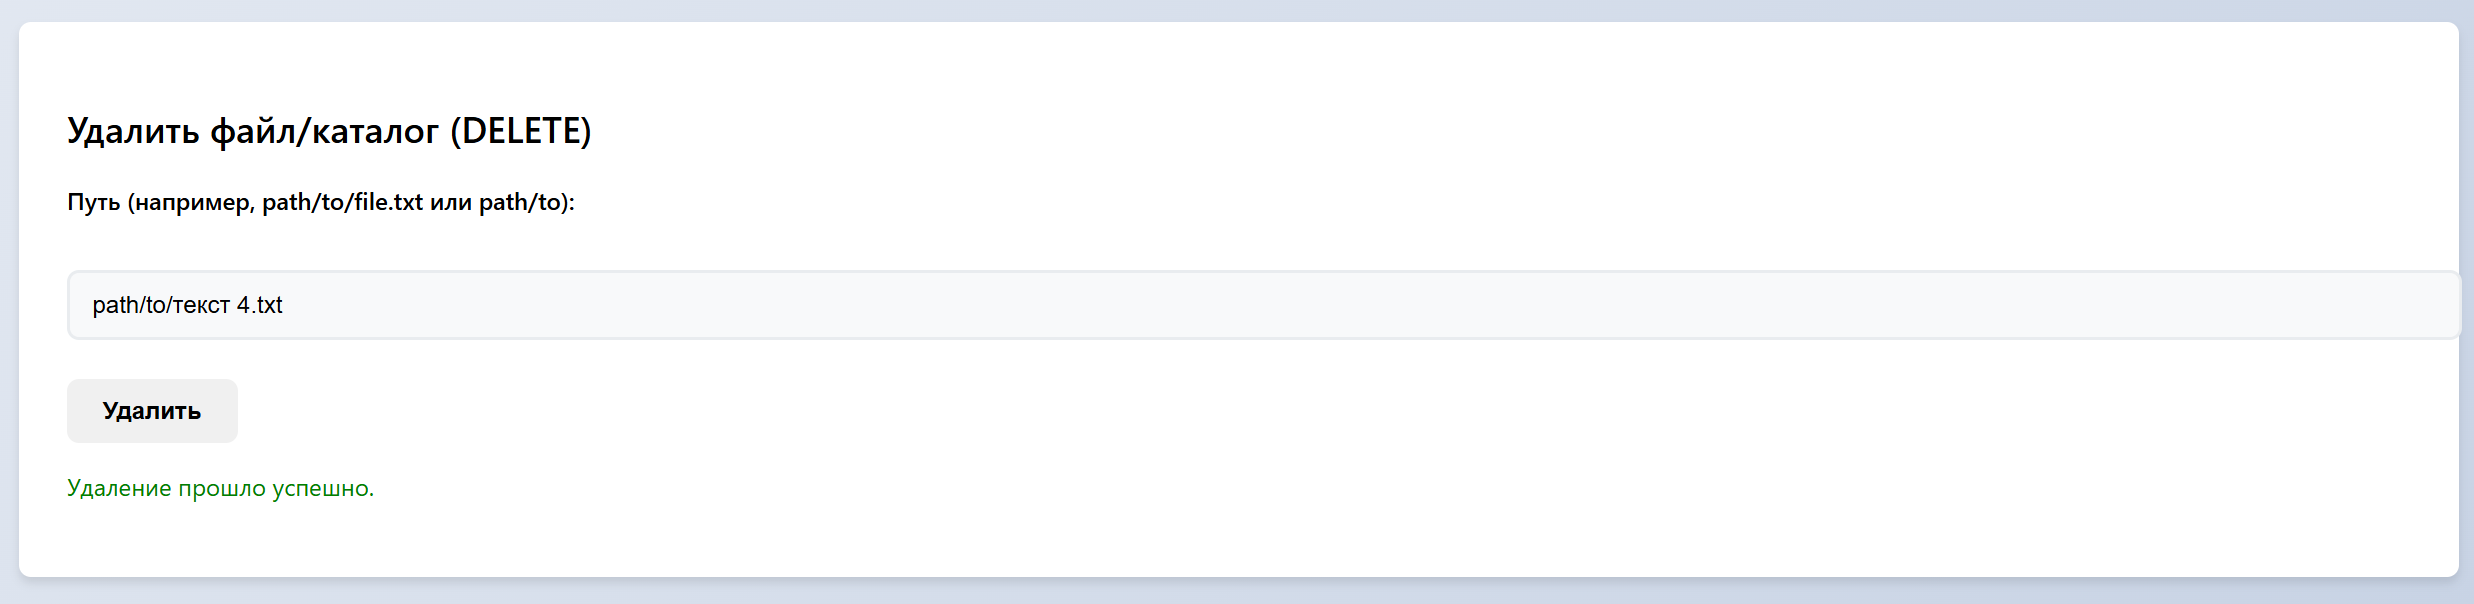 Удалить файл/каталог (DELETE)
Путь (например, path/to/file.txt или path/to):
path/to/текст 4.txt
Удалить
Удаление прошло успешно.